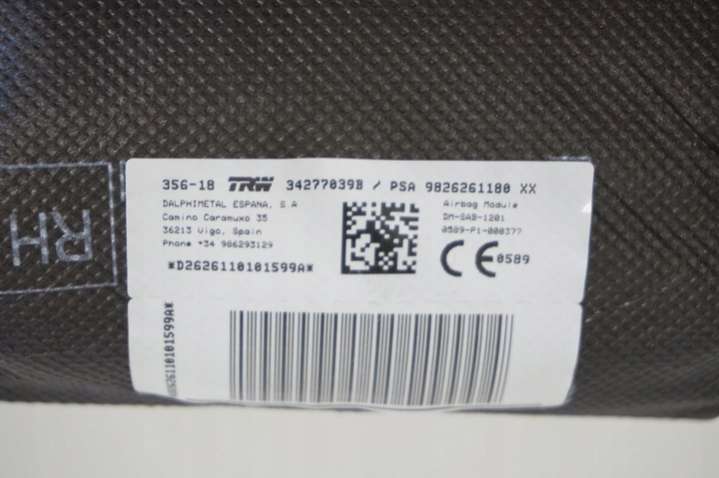 356-18 TRW 34277039B / PSA 9826261180 XX
DALPHIMETAL ESPANA, S A
Camino Caramuxo 35
36213 Vigo, Spain
Phone +34 986293129
*D2626110101599A*
Airbag Module
DM-SAB-1201
0589-P1-000377
CE 0589
RH
*D2626110101599A*